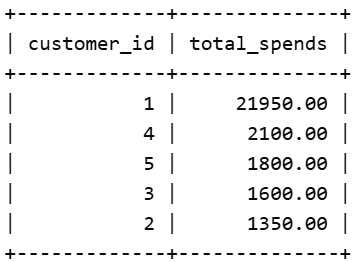 +-------------+--------------+
| customer_id | total_spends |
+-------------+--------------+
|           1 |     21950.00 |
|           4 |      2100.00 |
|           5 |      1800.00 |
|           3 |      1600.00 |
|           2 |      1350.00 |
+-------------+--------------+